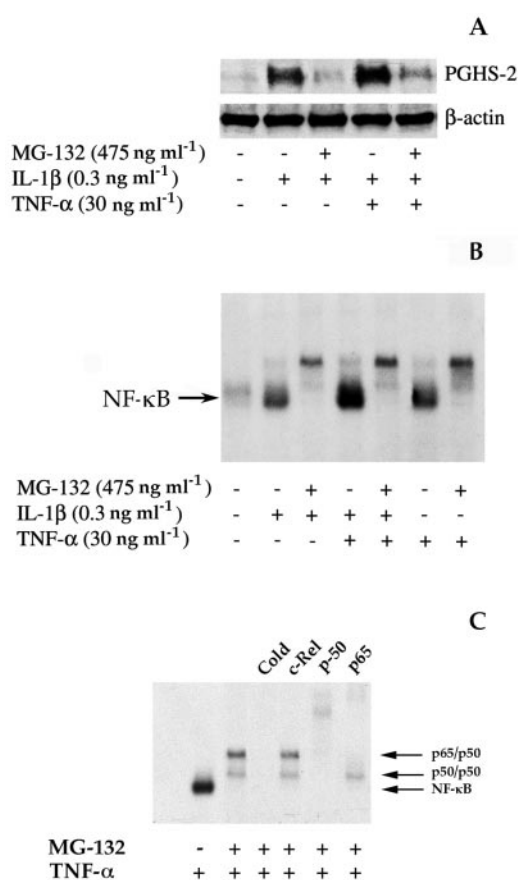 A
PGHS-2
β-actin
MG-132 (475 ng ml⁻¹) - - + - +
IL-1β (0.3 ng ml⁻¹) - + + + +
TNF-α (30 ng ml⁻¹) - - - + +
B
NF-κB
MG-132 (475 ng ml⁻¹) - - + - + - +
IL-1β (0.3 ng ml⁻¹) - + + + + - -
TNF-α (30 ng ml⁻¹) - - - + + + +
C
Cold c-Rel p-50 p65
p65/p50
p50/p50
NF-κB
MG-132 - + + + + +
TNF-α + + + + + +